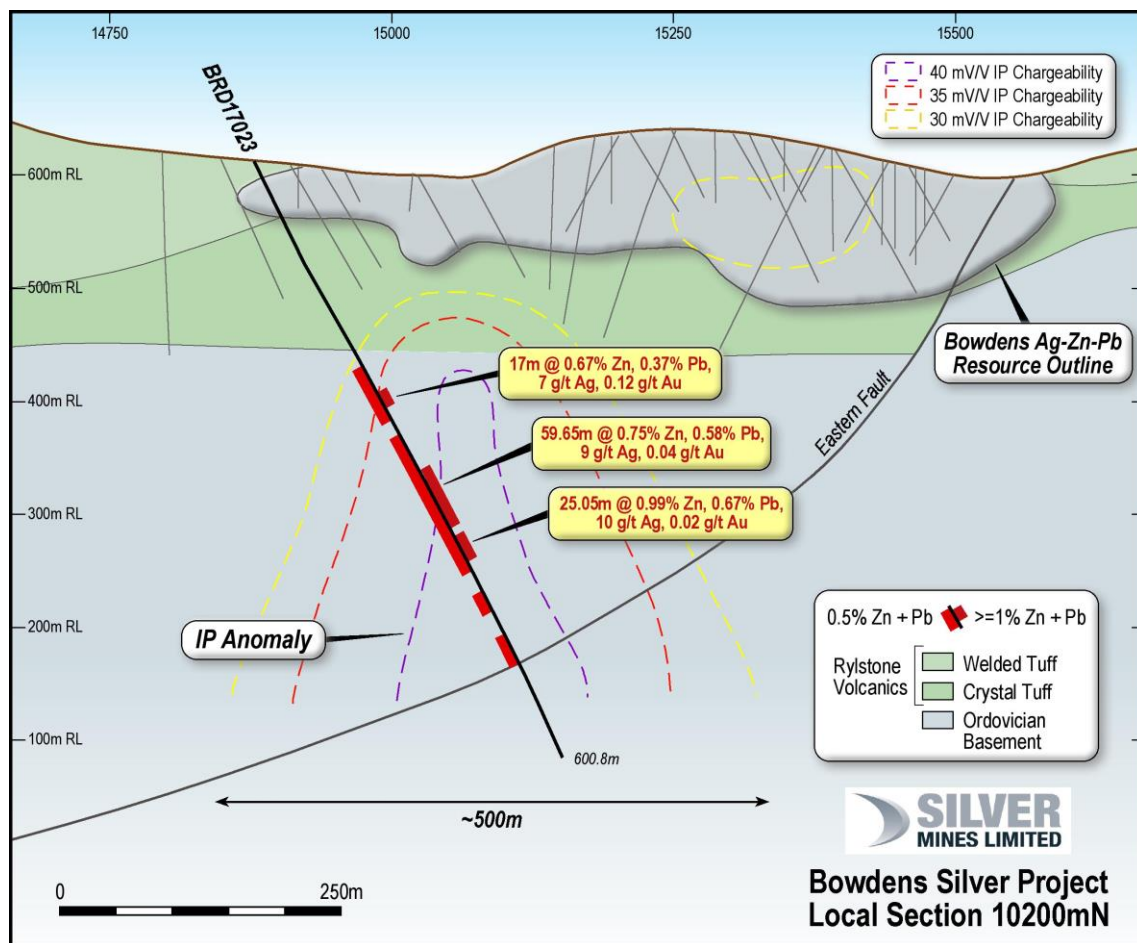 14750
15000
15250
15500
BRD17023
40 mV/V IP Chargeability
35 mV/V IP Chargeability
30 mV/V IP Chargeability
600m RL
500m RL
400m RL
300m RL
200m RL
100m RL
Bowdens Ag-Zn-Pb
Resource Outline
17m @ 0.67% Zn, 0.37% Pb,
7 g/t Ag, 0.12 g/t Au
59.65m @ 0.75% Zn, 0.58% Pb,
9 g/t Ag, 0.04 g/t Au
25.05m @ 0.99% Zn, 0.67% Pb,
10 g/t Ag, 0.02 g/t Au
Eastern Fault
IP Anomaly
0.5% Zn + Pb >=1% Zn + Pb
Rylstone
Volcanics
Welded Tuff
Crystal Tuff
Ordovician
Basement
600.8m
~500m
SILVER
MINES LIMITED
0 250m
Bowdens Silver Project
Local Section 10200mN